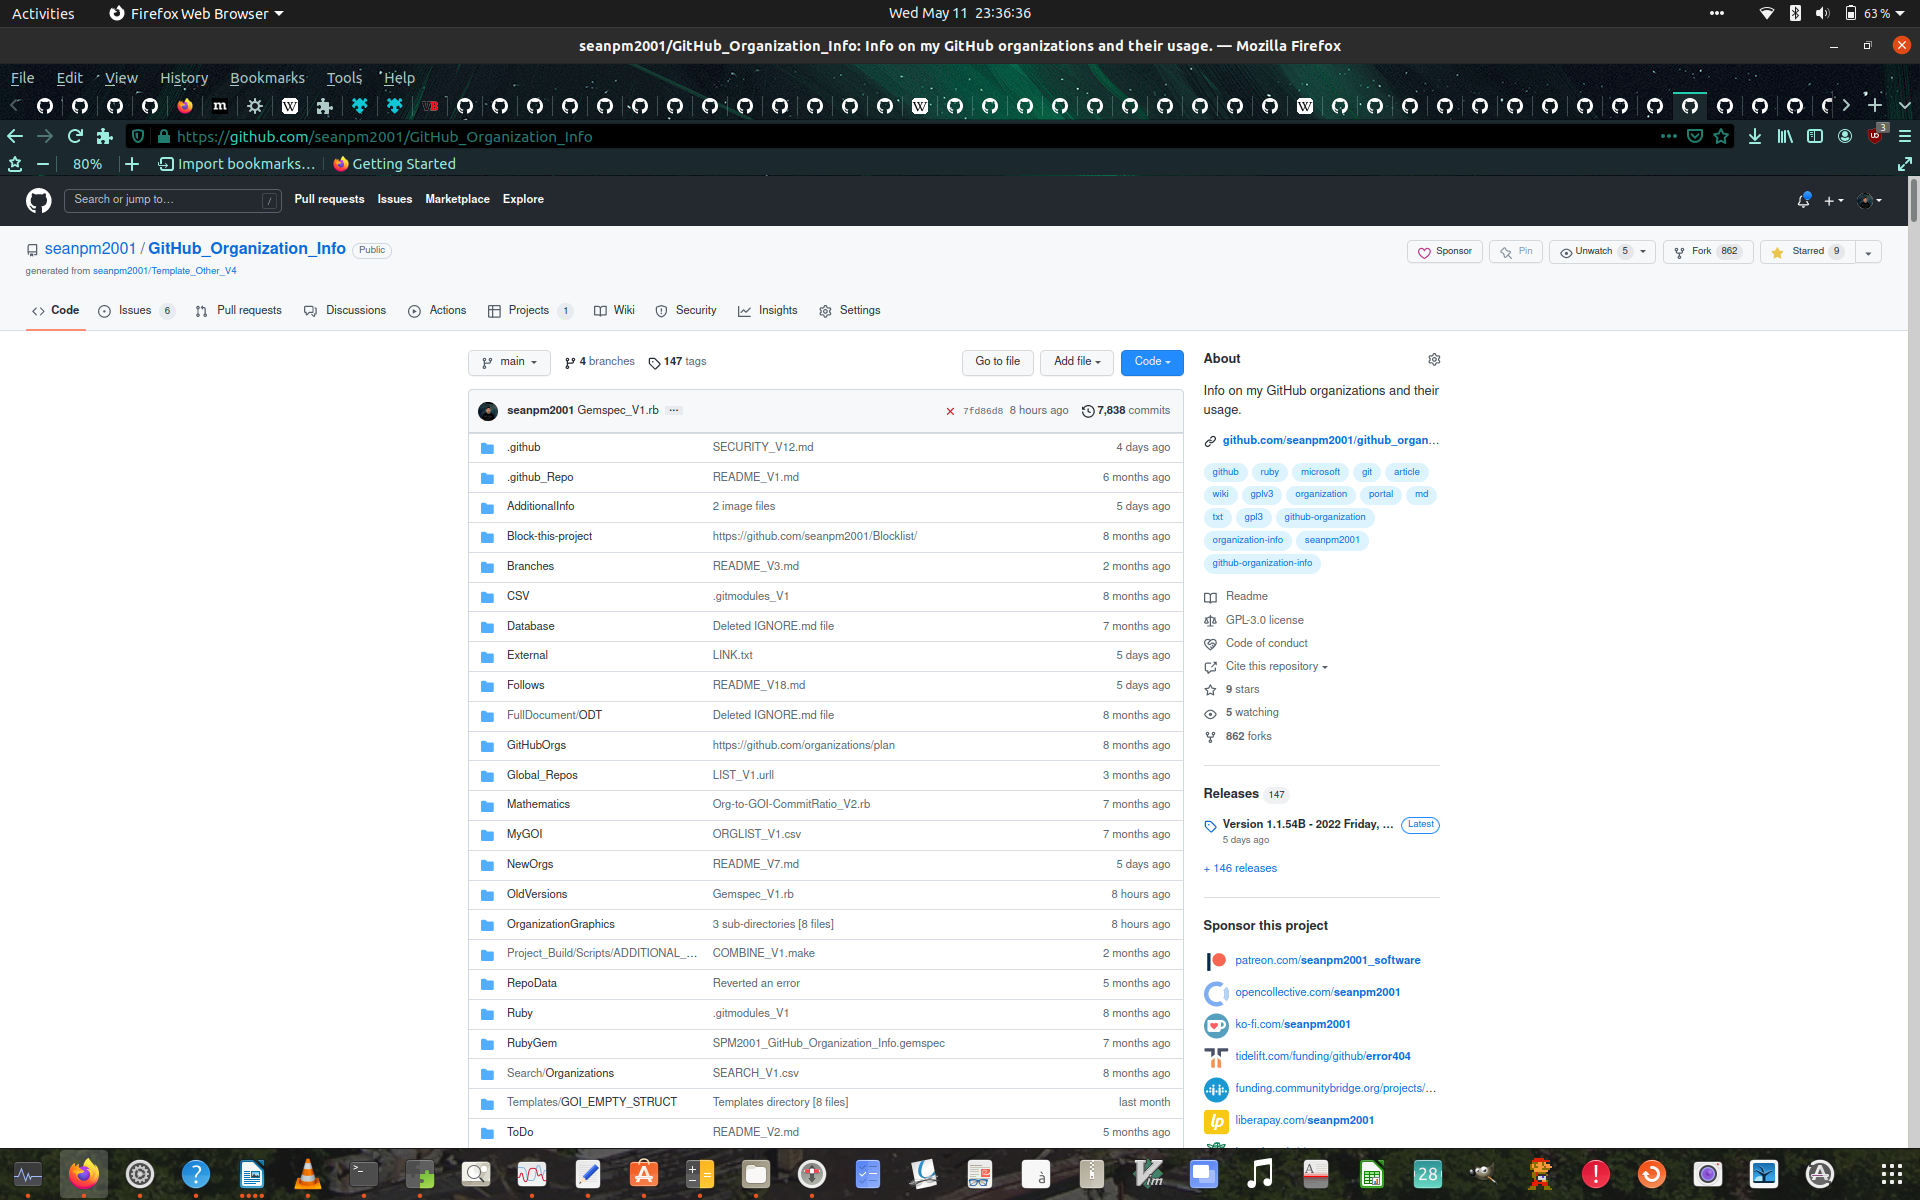 Activities Firefox Web Browser Wed May 11 23:36:36 63 %
seanpm2001/GitHub_Organization_Info: Info on my GitHub organizations and their usage. — Mozilla Firefox
File Edit View History Bookmarks Tools Help
https://github.com/seanpm2001/GitHub_Organization_Info 3
80% Import bookmarks... Getting Started
Search or jump to... / Pull requests Issues Marketplace Explore
seanpm2001 / GitHub_Organization_Info Public Sponsor Pin Unwatch 5 Fork 862 Starred 9
generated from seanpm2001/Template_Other_V4
Code Issues 6 Pull requests Discussions Actions Projects 1 Wiki Security Insights Settings
main 4 branches 147 tags Go to file Add file Code
seanpm2001 Gemspec_V1.rb ... 7fd86d8 8 hours ago 7,838 commits
.github SECURITY_V12.md 4 days ago
.github_Repo README_V1.md 6 months ago
AdditionalInfo 2 image files 5 days ago
Block-this-project https://github.com/seanpm2001/Blocklist/ 8 months ago
Branches README_V3.md 2 months ago
CSV .gitmodules_V1 8 months ago
Database Deleted IGNORE.md file 7 months ago
External LINK.txt 5 days ago
Follows README_V18.md 5 days ago
FullDocument/ODT Deleted IGNORE.md file 8 months ago
GitHubOrgs https://github.com/organizations/plan 8 months ago
Global_Repos LIST_V1.urll 3 months ago
Mathematics Org-to-GOI-CommitRatio_V2.rb 7 months ago
MyGOI ORGLIST_V1.csv 7 months ago
NewOrgs README_V7.md 5 days ago
OldVersions Gemspec_V1.rb 8 hours ago
OrganizationGraphics 3 sub-directories [8 files] 8 hours ago
Project_Build/Scripts/ADDITIONAL_... COMBINE_V1.make 2 months ago
RepoData Reverted an error 5 months ago
Ruby .gitmodules_V1 8 months ago
RubyGem SPM2001_GitHub_Organization_Info.gemspec 7 months ago
Search/Organizations SEARCH_V1.csv 8 months ago
Templates/GOI_EMPTY_STRUCT Templates directory [8 files] last month
ToDo README_V2.md 5 months ago
About
Info on my GitHub organizations and their
usage.
github.com/seanpm2001/github_organ...
github ruby microsoft git article
wiki gplv3 organization portal md
txt gpl3 github-organization
organization-info seanpm2001
github-organization-info
Readme
GPL-3.0 license
Code of conduct
Cite this repository
9 stars
5 watching
862 forks
Releases 147
Version 1.1.54B - 2022 Friday, ... Latest
5 days ago
+ 146 releases
Sponsor this project
patreon.com/seanpm2001_software
opencollective.com/seanpm2001
ko-fi.com/seanpm2001
tidelift.com/funding/github/error404
funding.communitybridge.org/projects/...
liberapay.com/seanpm2001
28